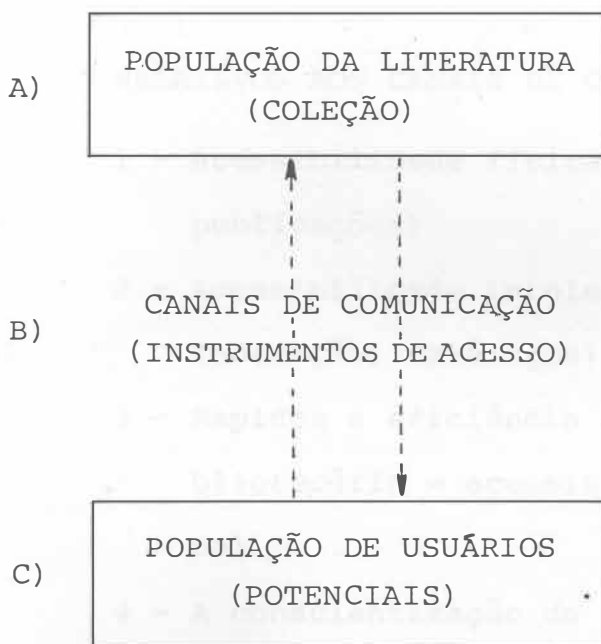 A)
POPULAÇÃO DA LITERATURA
(COLEÇÃO)
B)
CANAIS DE COMUNICAÇÃO
(INSTRUMENTOS DE ACESSO)
C)
POPULAÇÃO DE USUÁRIOS
(POTENCIAIS)